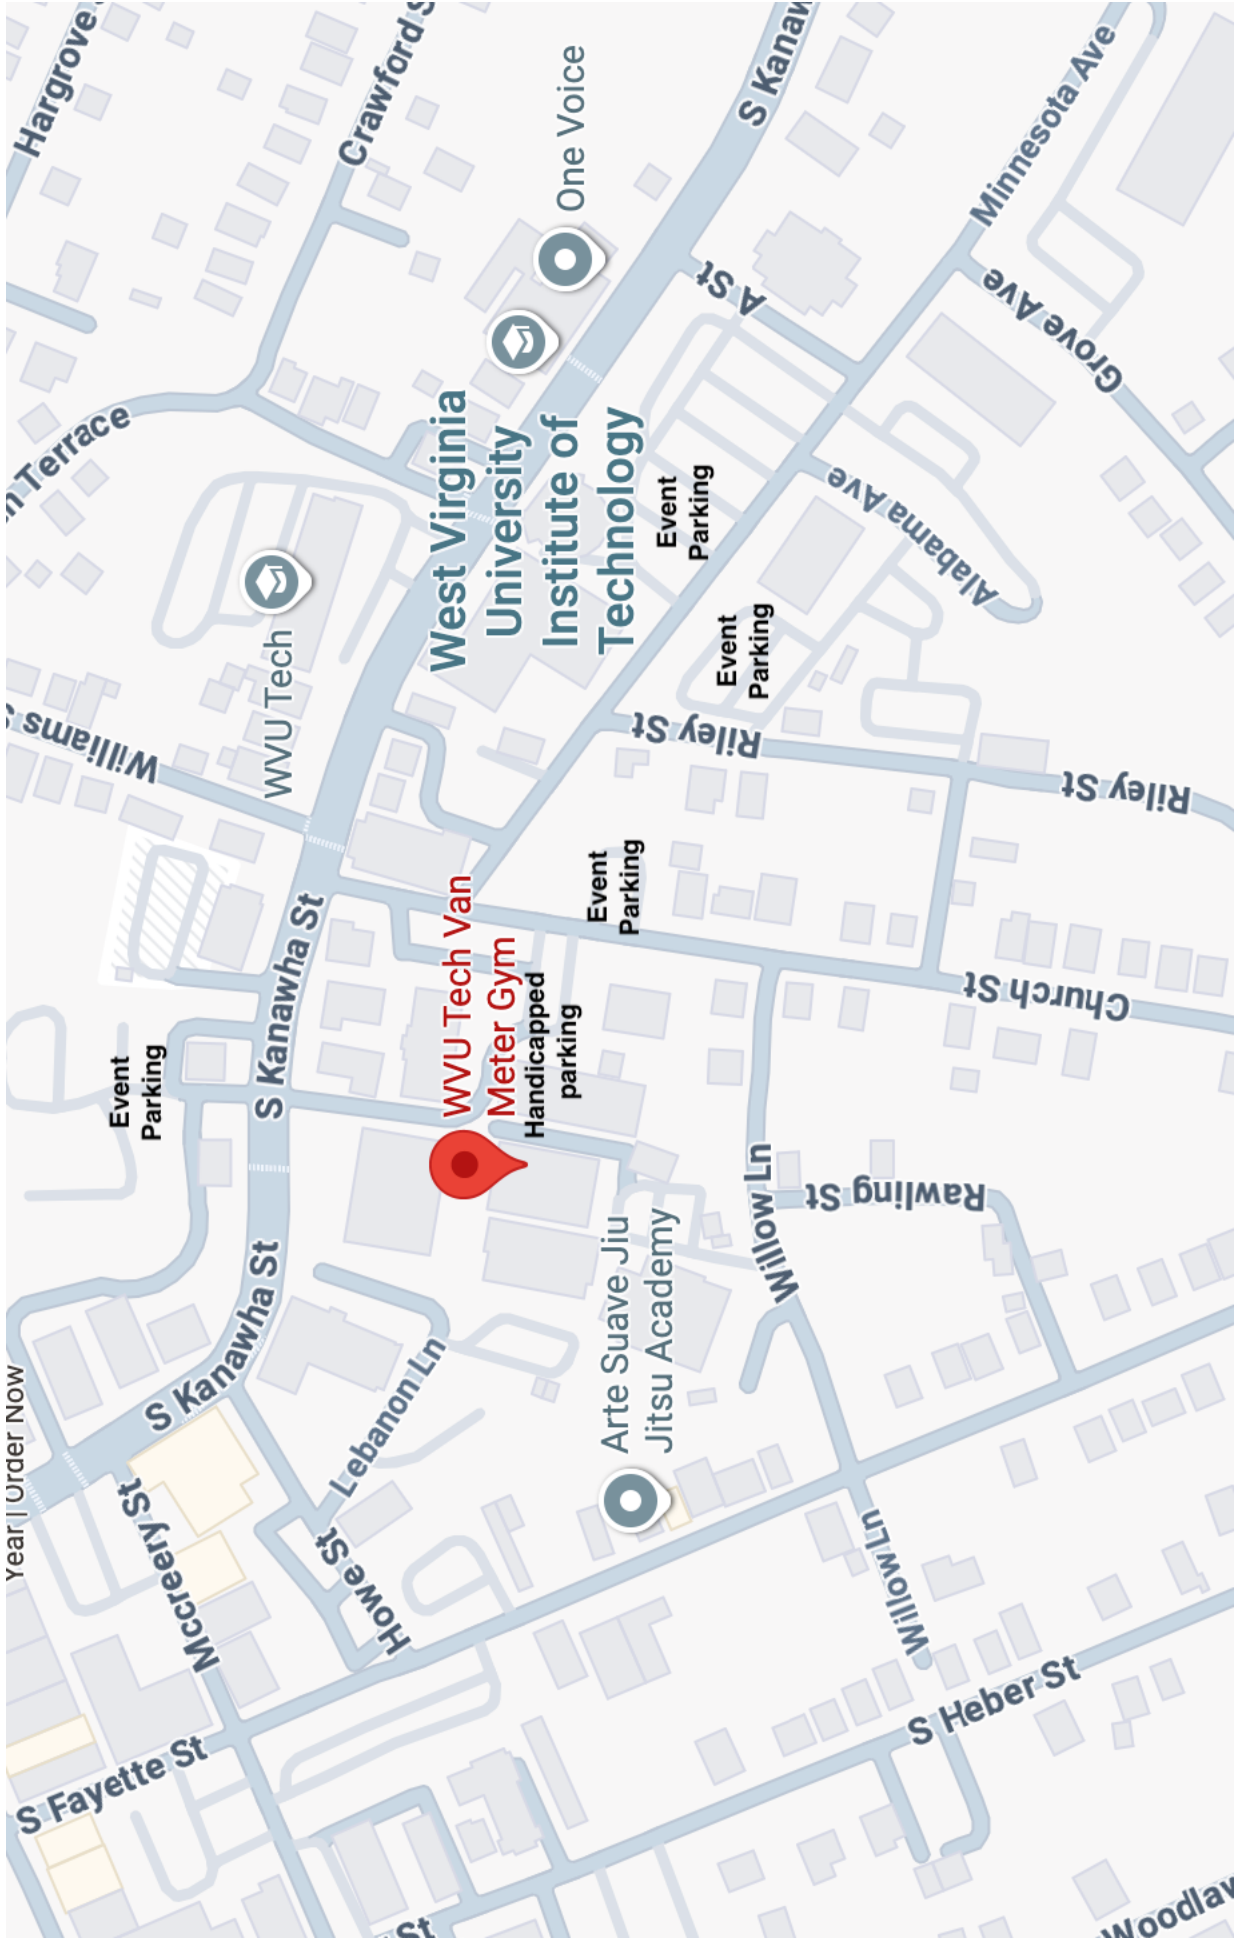 Year | Order Now
S Fayette St
Mccreery St
S Kanawha St
Event
Parking
Williams
Terrace
Hargrove
Crawford S
S Kanawha St
S Kanawha St
WVU Tech
Howe St
Lebanon Ln
WVU Tech Van
Meter Gym
Handicapped
parking
West Virginia
University
Institute of
Technology
One Voice
S Kanaw
Arte Suave Jiu
Jitsu Academy
Event
Parking
Event
Parking
Event
Parking
A St
Riley St
Willow Ln
Rawling St
Alabama Ave
Grove Ave
Minnesota Ave
Willow Ln
Church St
Riley St
S Heber St
St
Woodlaw